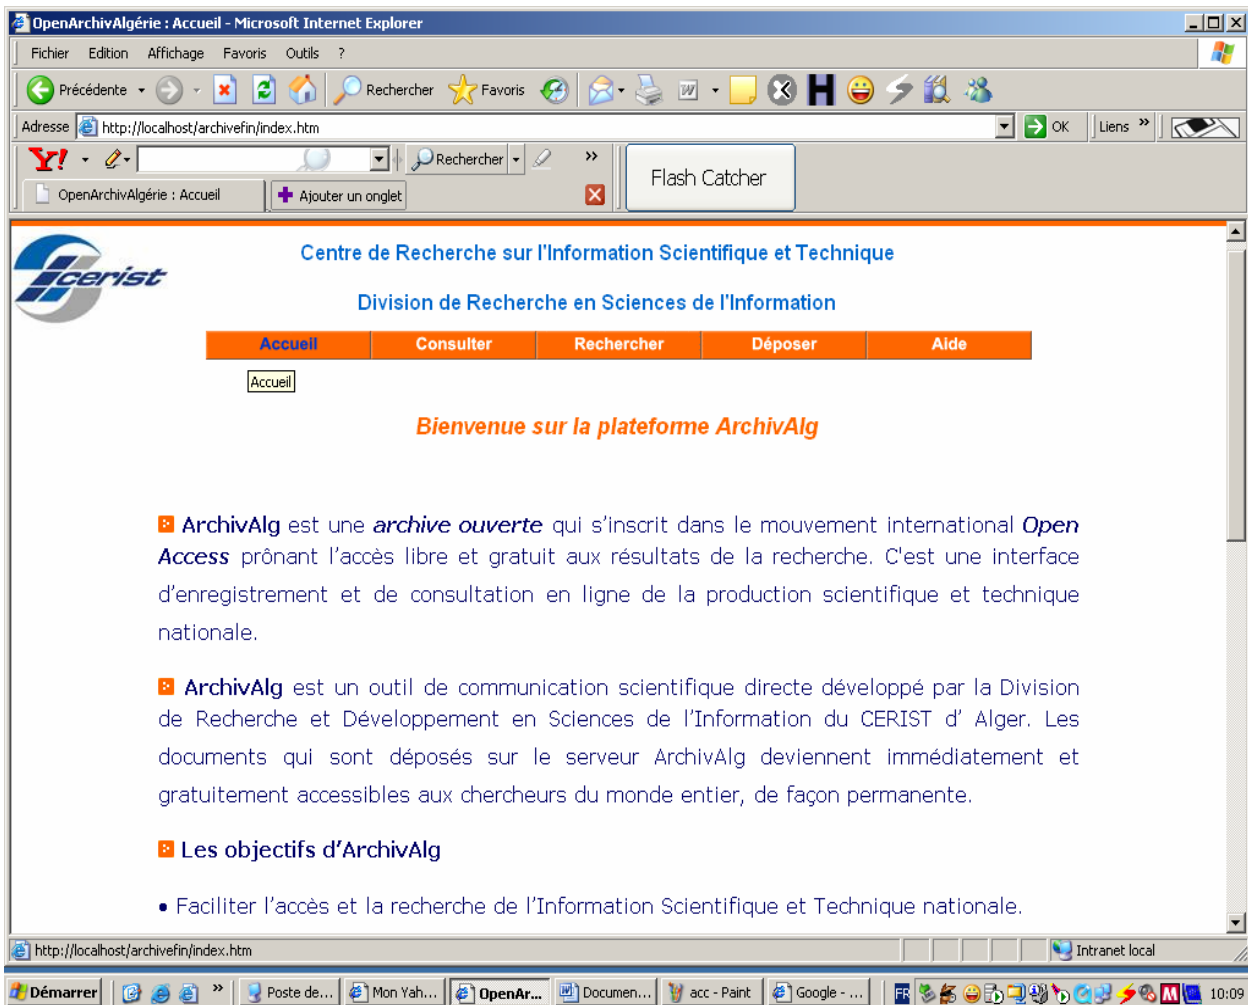 OpenArchivAlgérie : Accueil - Microsoft Internet Explorer
Fichier Edition Affichage Favoris Outils ?
Précédente Rechercher Favoris
Adresse http://localhost/archivefin/index.htm OK Liens »
Y! Rechercher »
OpenArchivAlgérie : Accueil Ajouter un onglet Flash Catcher
cerist
Centre de Recherche sur l'Information Scientifique et Technique
Division de Recherche en Sciences de l'Information
Accueil Consulter Rechercher Déposer Aide
Accueil
Bienvenue sur la plateforme ArchivAlg
ArchivAlg est une archive ouverte qui s’inscrit dans le mouvement international Open
Access prônant l’accès libre et gratuit aux résultats de la recherche. C'est une interface
d’enregistrement et de consultation en ligne de la production scientifique et technique
nationale.
ArchivAlg est un outil de communication scientifique directe développé par la Division
de Recherche et Développement en Sciences de l’Information du CERIST d’ Alger. Les
documents qui sont déposés sur le serveur ArchivAlg deviennent immédiatement et
gratuitement accessibles aux chercheurs du monde entier, de façon permanente.
Les objectifs d’ArchivAlg
• Faciliter l’accès et la recherche de l’Information Scientifique et Technique nationale.
http://localhost/archivefin/index.htm Intranet local
Démarrer » Poste de... Mon Yah... OpenAr... Documen... acc - Paint Google - ... FR 10:09